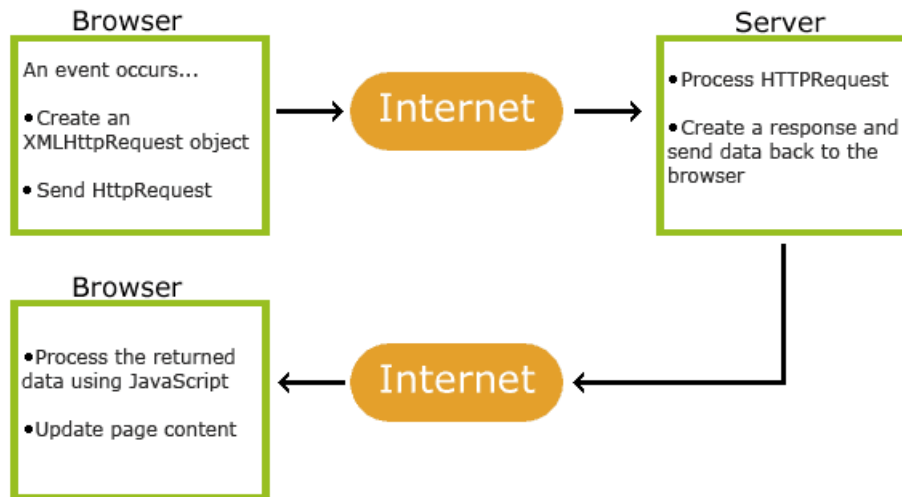 Browser
An event occurs...
•Create an
XMLHttpRequest object
• Send HttpRequest
Internet
Server
•Process HTTPRequest
•Create a response and
send data back to the
browser
Browser
•Process the returned
data using JavaScript
•Update page content
Internet